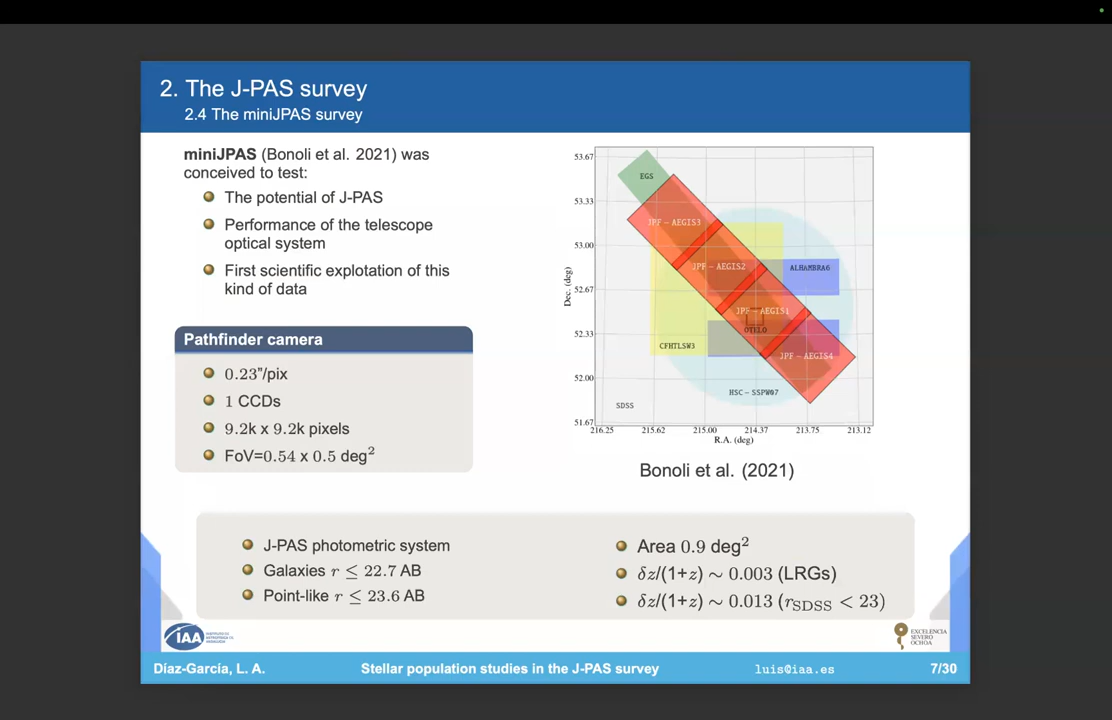 2. The J-PAS survey
2.4 The miniJPAS survey
miniJPAS (Bonoli et al. 2021) was
conceived to test:
The potential of J-PAS
Performance of the telescope
optical system
First scientific explotation of this
kind of data
Pathfinder camera
0.23"/pix
1 CCDs
9.2k x 9.2k pixels
FoV=0.54 x 0.5 deg²
53.67
53.33
53.00
52.67
52.33
52.00
51.67
Dec. (deg)
EGS
JPF-AEGIS3
JPF-AEGIS2
ALHAMBRA6
JPF-AEGIS1
OTELO
CFHTLSW3
JPF-AEGIS4
HSC-SSPW07
SDSS
216.25 215.62 215.00 214.37 213.75 213.12
R.A. (deg)
Bonoli et al. (2021)
J-PAS photometric system
Galaxies r ≤ 22.7 AB
Point-like r ≤ 23.6 AB
Area 0.9 deg²
δz/(1+z) ∼ 0.003 (LRGs)
δz/(1+z) ∼ 0.013 (rSDSS < 23)
IAA
EXCELENCIA
SEVERO
OCHOA
Díaz-García, L. A. Stellar population studies in the J-PAS survey luis@iaa.es 7/30